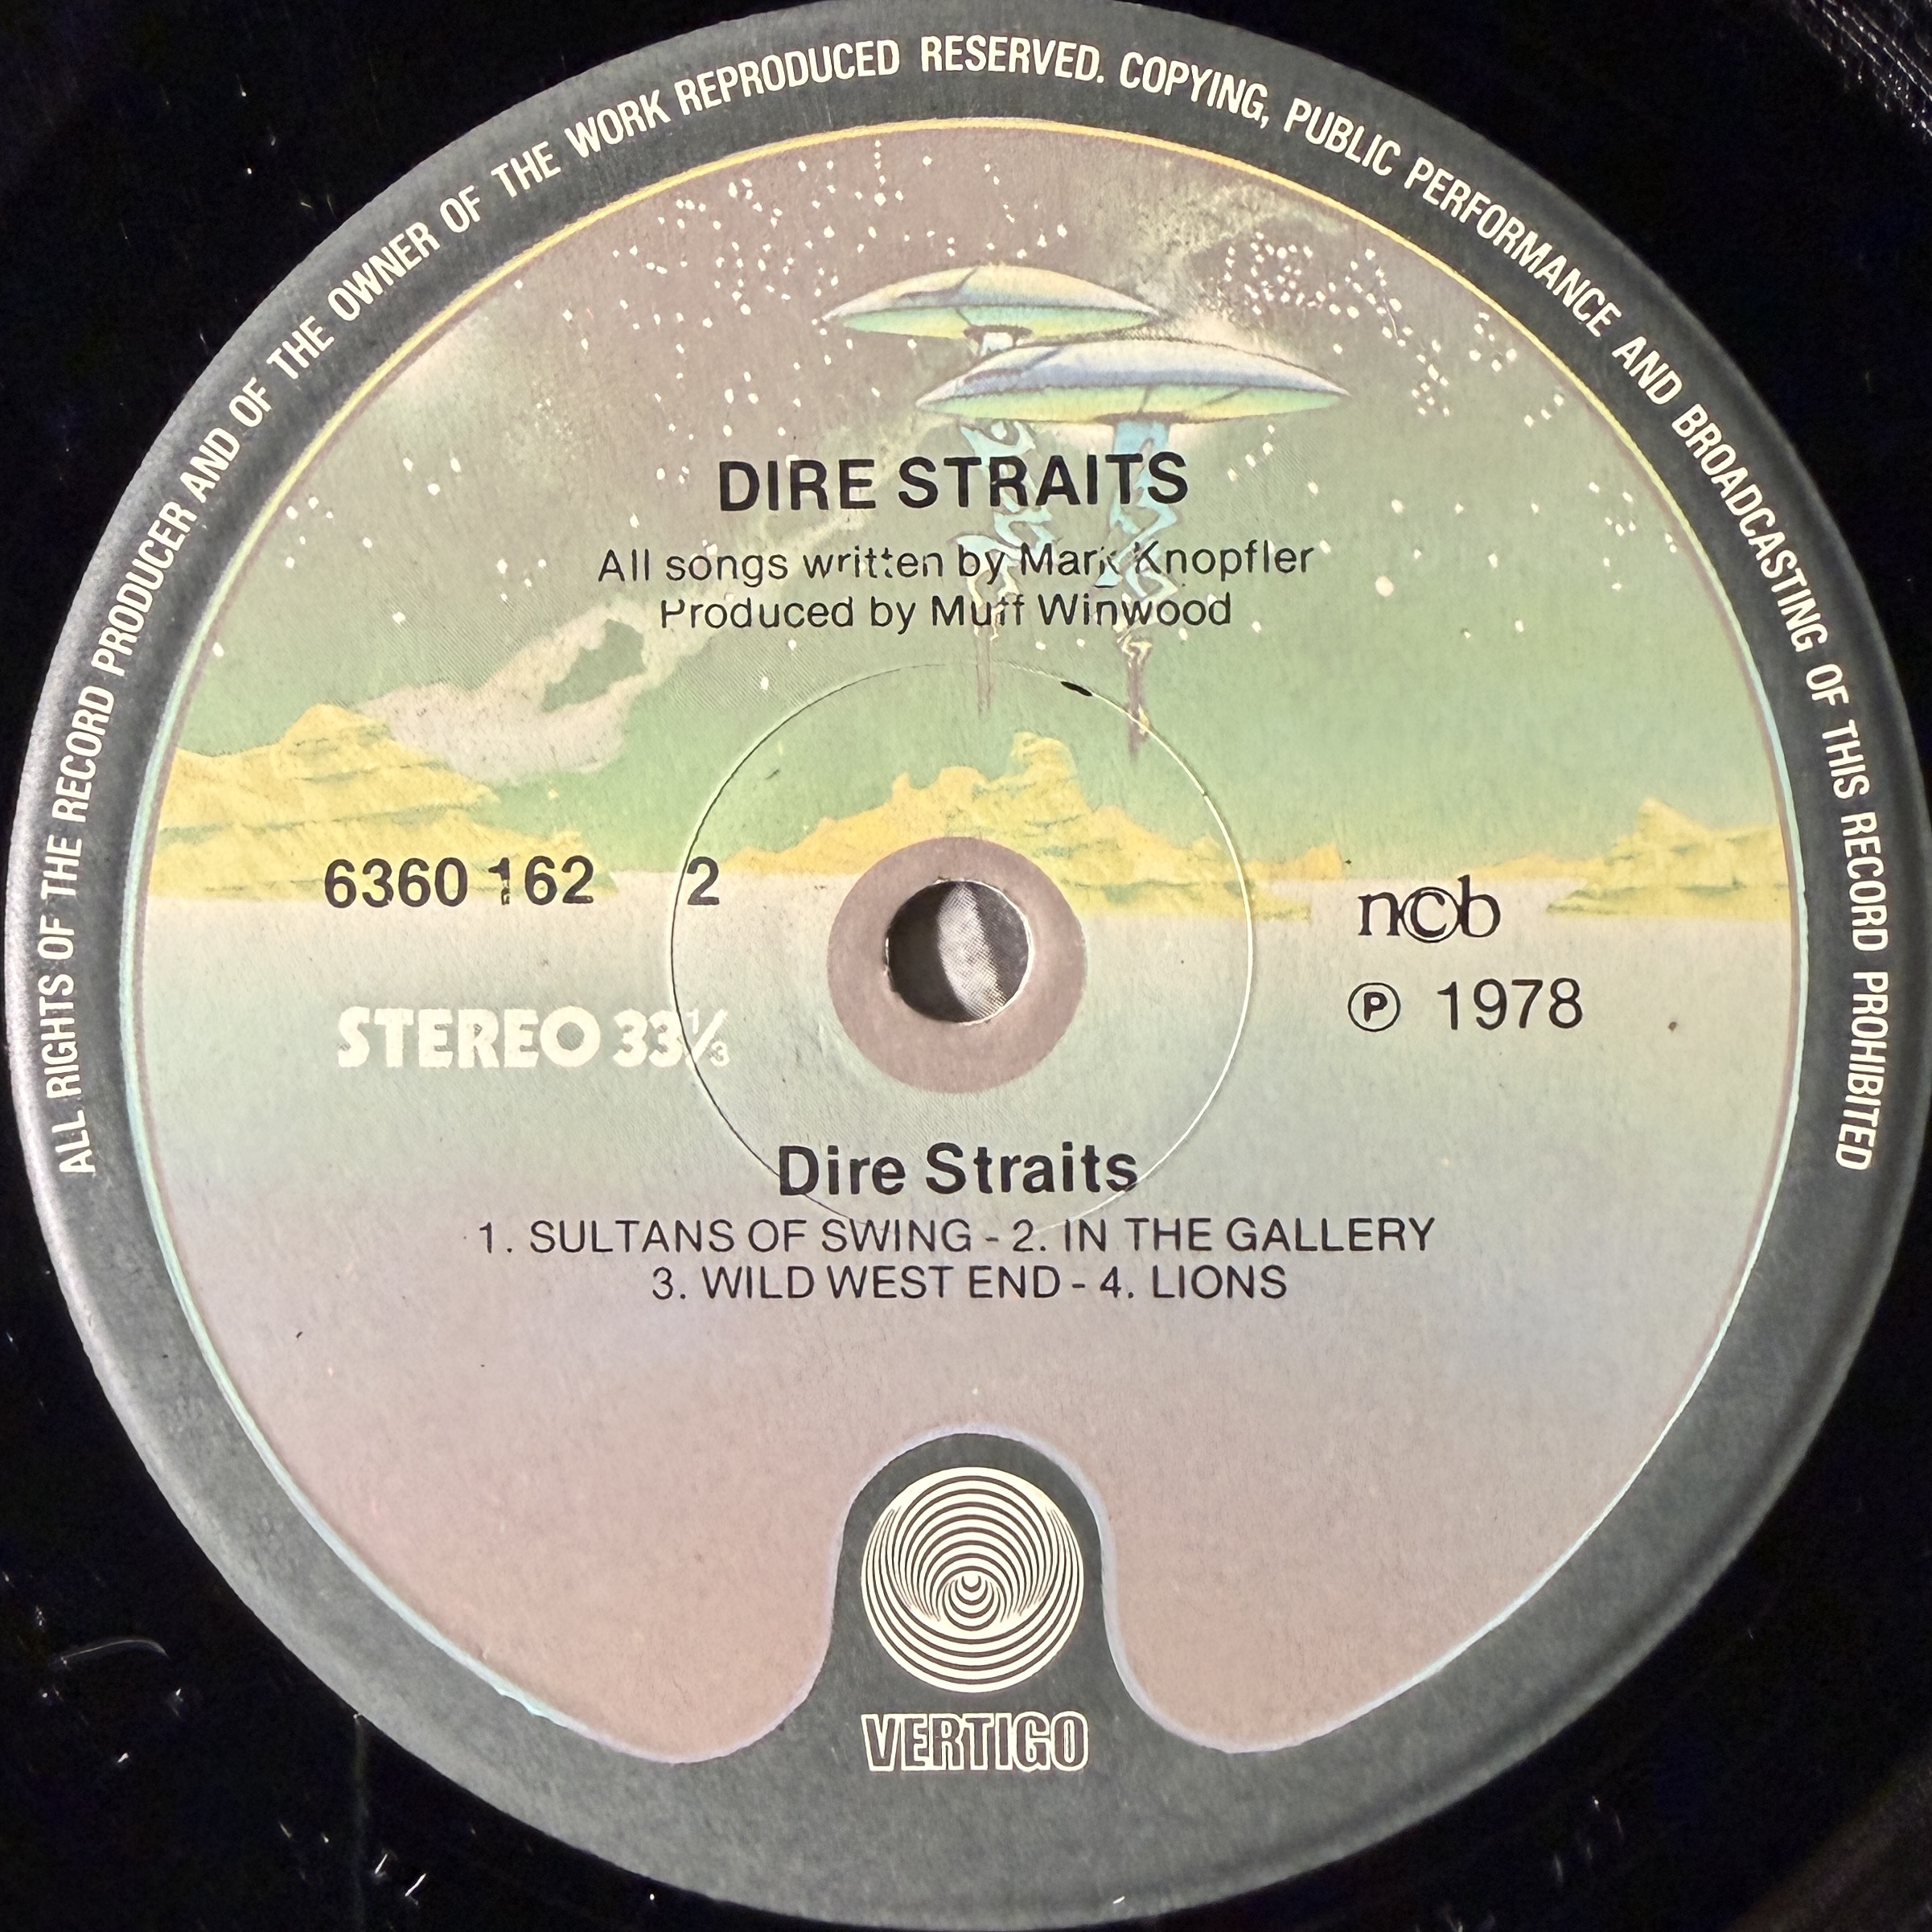 ALL RIGHTS OF THE RECORD PRODUCER AND OF THE OWNER OF THE WORK REPRODUCED RESERVED. COPYING, PUBLIC PERFORMANCE AND BROADCASTING OF THIS RECORD PROHIBITED
DIRE STRAITS
All songs written by Mark Knopfler
Produced by Muff Winwood
6360 162 2
ncb
℗ 1978
STEREO 33⅓
Dire Straits
1. SULTANS OF SWING - 2. IN THE GALLERY
3. WILD WEST END - 4. LIONS
VERTIGO